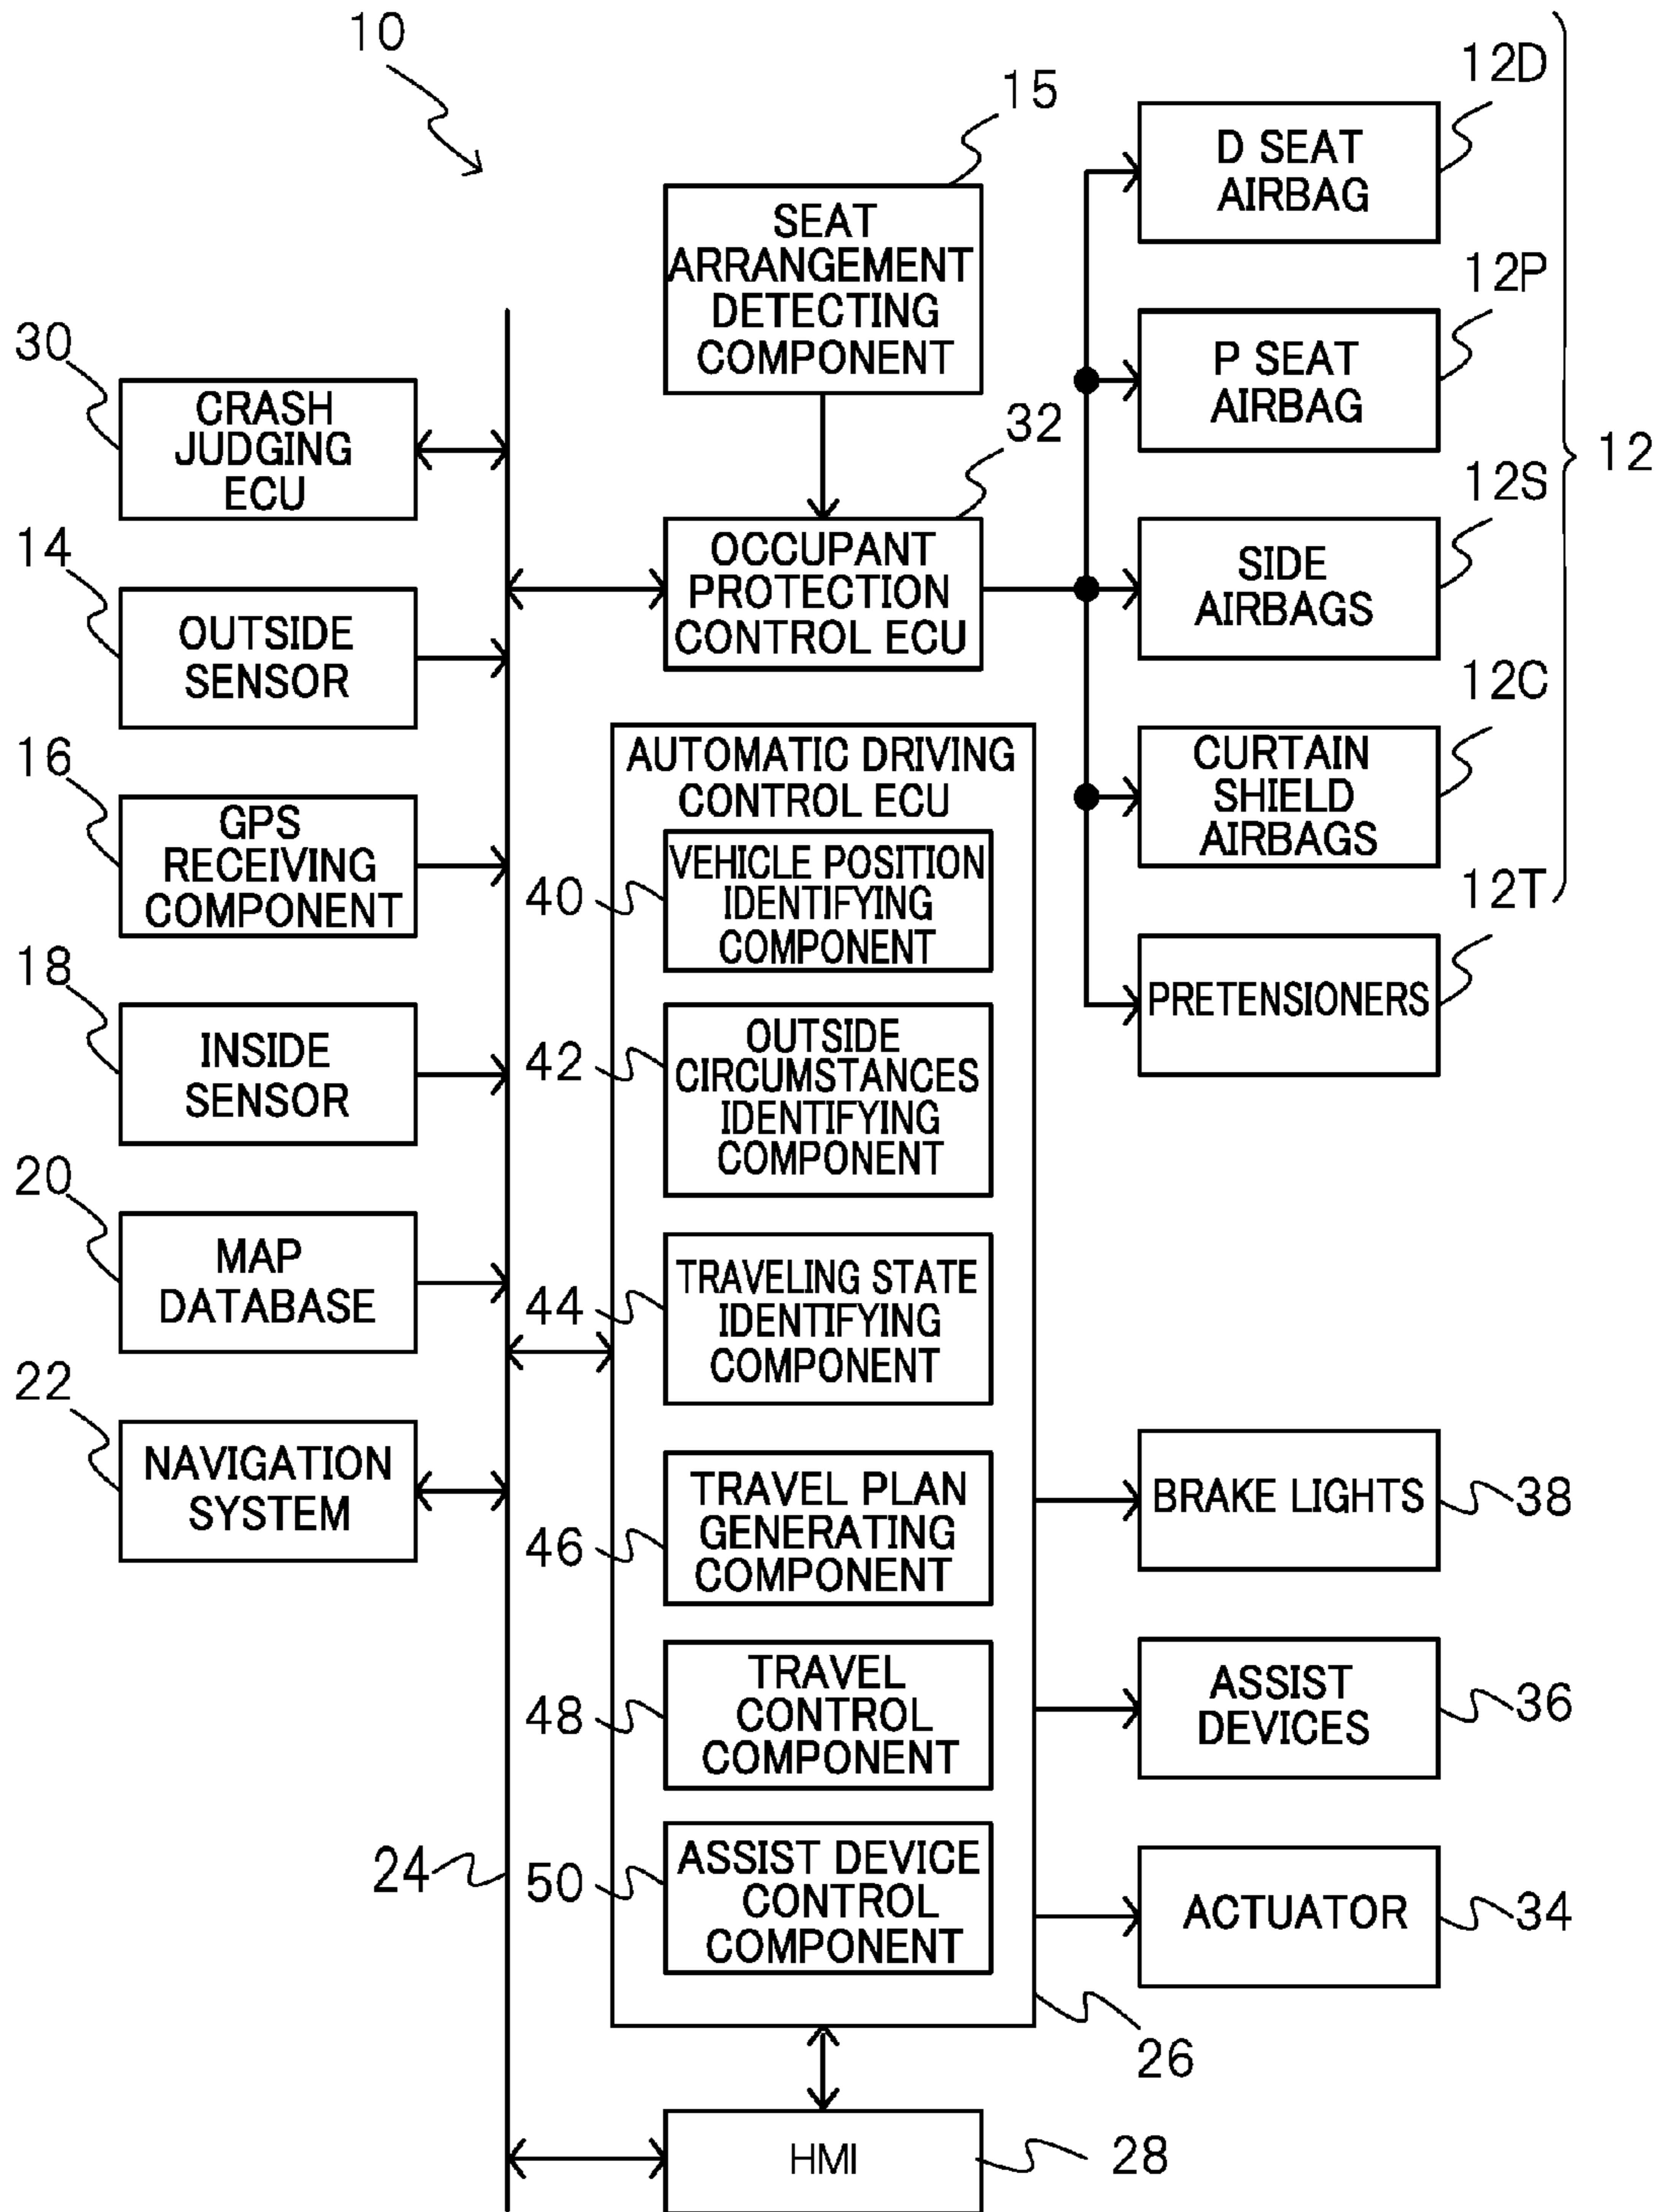 10
15
SEAT
ARRANGEMENT
DETECTING
COMPONENT
12D
D SEAT
AIRBAG
12P
P SEAT
AIRBAG
12
12S
SIDE
AIRBAGS
12C
CURTAIN
SHIELD
AIRBAGS
12T
PRETENSIONERS
30
CRASH
JUDGING
ECU
32
OCCUPANT
PROTECTION
CONTROL ECU
14
OUTSIDE
SENSOR
16
GPS
RECEIVING
COMPONENT
18
INSIDE
SENSOR
20
MAP
DATABASE
22
NAVIGATION
SYSTEM
24
AUTOMATIC DRIVING
CONTROL ECU
40
VEHICLE POSITION
IDENTIFYING
COMPONENT
42
OUTSIDE
CIRCUMSTANCES
IDENTIFYING
COMPONENT
44
TRAVELING STATE
IDENTIFYING
COMPONENT
46
TRAVEL PLAN
GENERATING
COMPONENT
48
TRAVEL
CONTROL
COMPONENT
50
ASSIST DEVICE
CONTROL
COMPONENT
BRAKE LIGHTS
38
ASSIST
DEVICES
36
ACTUATOR
34
26
HMI
28